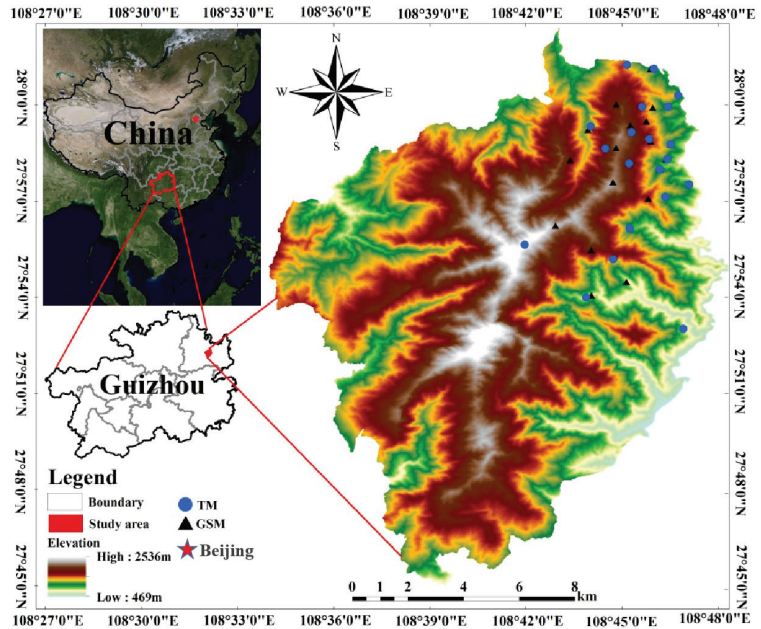 108°27'0"E 108°30'0"E 108°33'0"E 108°36'0"E 108°39'0"E 108°42'0"E 108°45'0"E 108°48'0"E
28°0'0"N
27°57'0"N
27°54'0"N
27°51'0"N
27°48'0"N
27°45'0"N
China
N
W E
S
Guizhou
Legend
Boundary
Study area
Elevation
High : 2536m
Low : 469m
TM
GSM
Beijing
0 1 2 4 6 8
km
28°0'0"N
27°57'0"N
27°54'0"N
27°51'0"N
27°48'0"N
27°45'0"N
108°27'0"E 108°30'0"E 108°33'0"E 108°36'0"E 108°39'0"E 108°42'0"E 108°45'0"E 108°48'0"E